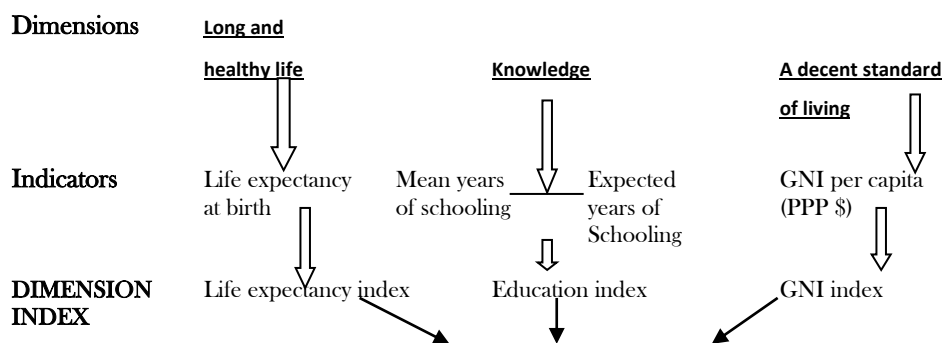 Dimensions
Long and
healthy life
Knowledge
A decent standard
of living
Indicators
Life expectancy
at birth
Mean years
of schooling
Expected
years of
Schooling
GNI per capita
(PPP $)
DIMENSION
INDEX
Life expectancy index
Education index
GNI index